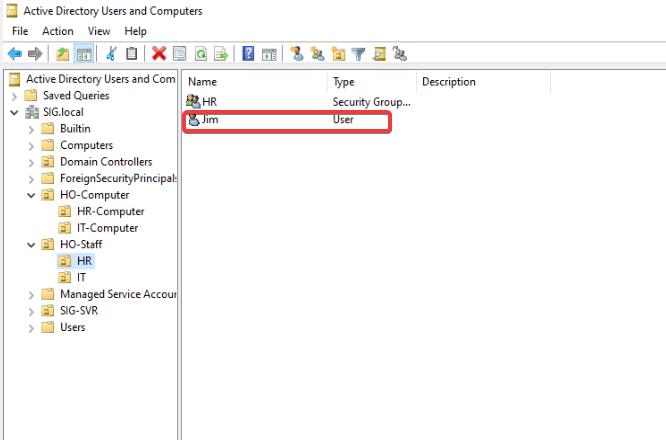 Active Directory Users and Computers
File Action View Help
Active Directory Users and Com
Saved Queries
SIG.local
Builtin
Computers
Domain Controllers
ForeignSecurityPrincipals
HO-Computer
HR-Computer
IT-Computer
HO-Staff
HR
IT
Managed Service Accour
SIG-SVR
Users
Name Type Description
HR Security Group...
Jim User